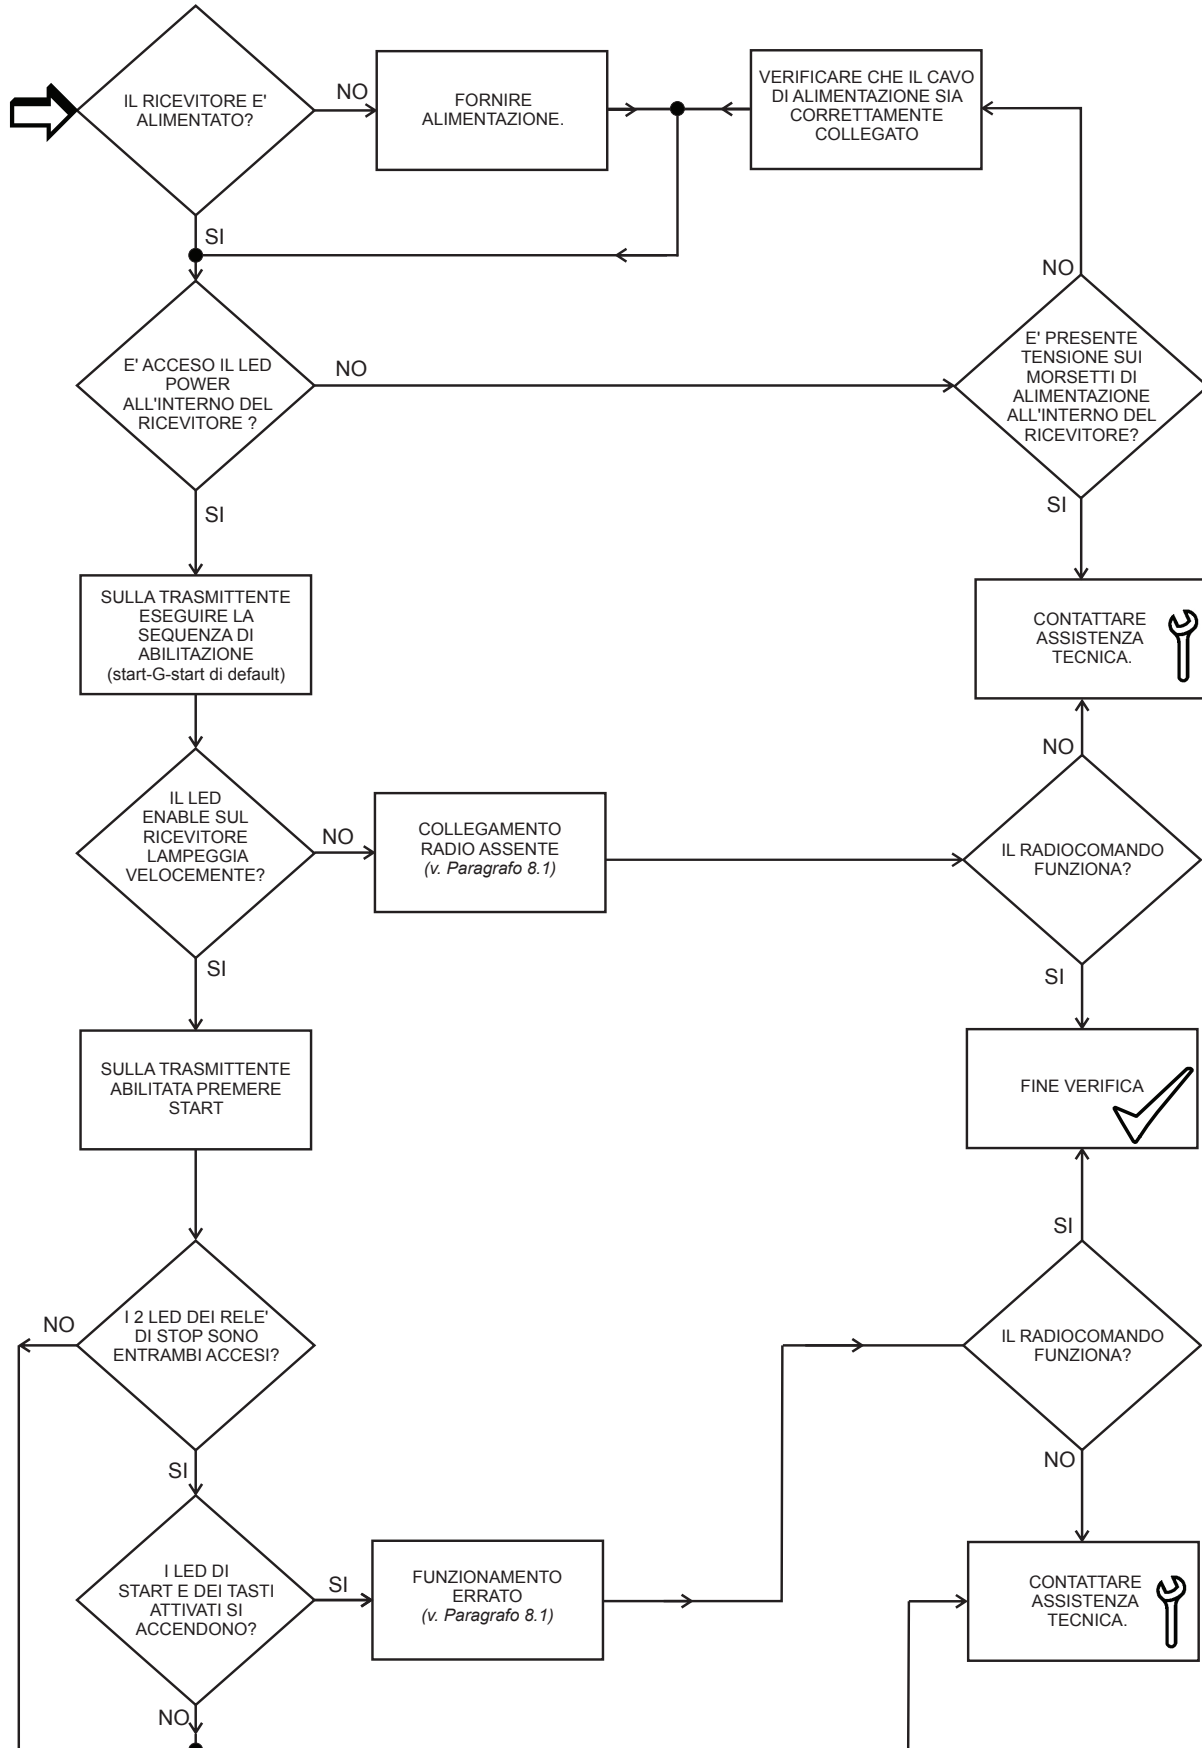 IL RICEVITORE E'
ALIMENTATO?
NO
FORNIRE
ALIMENTAZIONE.
VERIFICARE CHE IL CAVO
DI ALIMENTAZIONE SIA
CORRETTAMENTE
COLLEGATO
SI
NO
E' ACCESO IL LED
POWER
ALL'INTERNO DEL
RICEVITORE ?
NO
E' PRESENTE
TENSIONE SUI
MORSETTI DI
ALIMENTAZIONE
ALL'INTERNO DEL
RICEVITORE?
SI
SI
SULLA TRASMITTENTE
ESEGUIRE LA
SEQUENZA DI
ABILITAZIONE
(start-G-start di default)
CONTATTARE
ASSISTENZA
TECNICA.
NO
IL LED
ENABLE SUL
RICEVITORE
LAMPEGGIA
VELOCEMENTE?
NO
COLLEGAMENTO
RADIO ASSENTE
(v. Paragrafo 8.1)
IL RADIOCOMANDO
FUNZIONA?
SI
SI
SULLA TRASMITTENTE
ABILITATA PREMERE
START
FINE VERIFICA
SI
NO
I 2 LED DEI RELE'
DI STOP SONO
ENTRAMBI ACCESI?
IL RADIOCOMANDO
FUNZIONA?
SI
NO
I LED DI
START E DEI TASTI
ATTIVATI SI
ACCENDONO?
SI
FUNZIONAMENTO
ERRATO
(v. Paragrafo 8.1)
CONTATTARE
ASSISTENZA
TECNICA.
NO